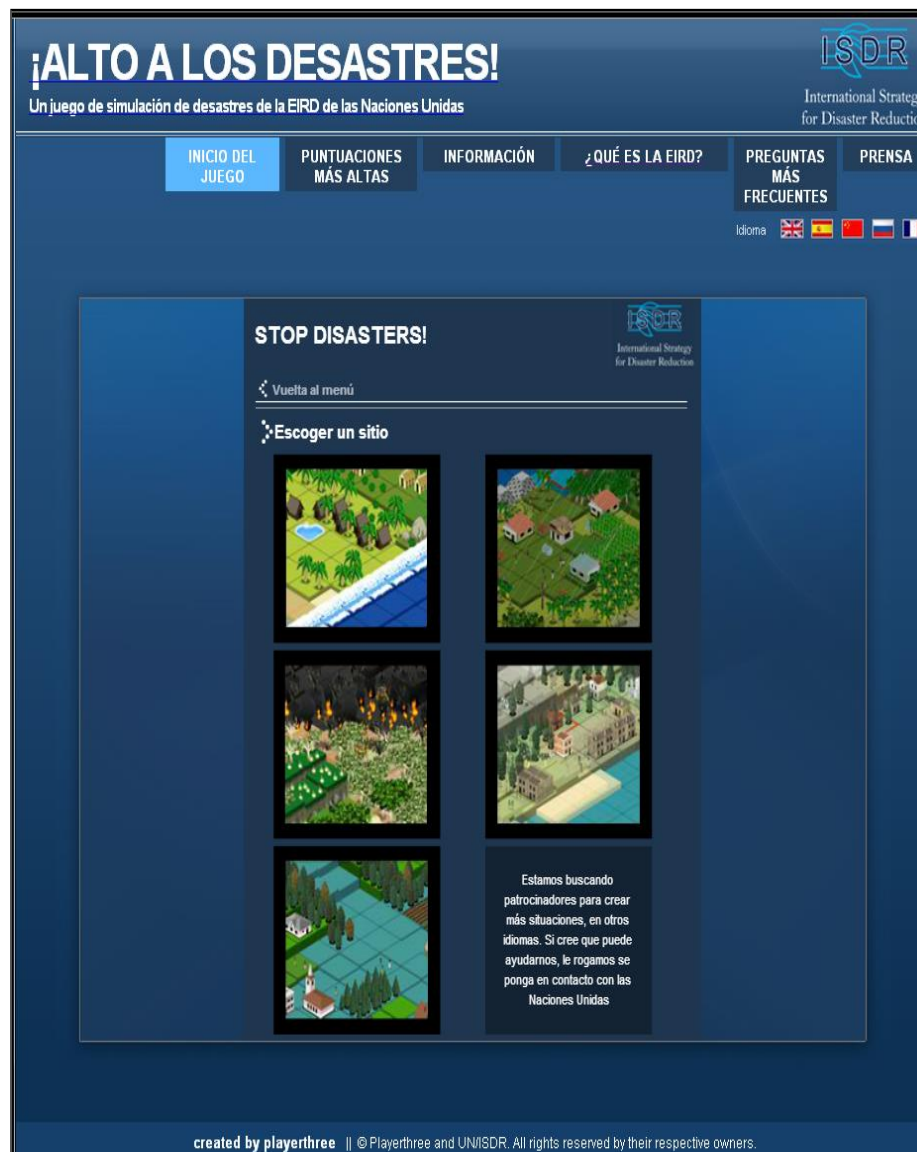 ¡ALTO A LOS DESASTRES!
Un juego de simulación de desastres de la EIRD de las Naciones Unidas
ISDR
International
for Disaster
INICIO DEL
JUEGO
PUNTUACIONES
MÁS ALTAS
INFORMACIÓN
¿QUÉ ES LA EIRD?
PREGUNTAS
MÁS
FRECUENTES
PRENSA
Idioma
STOP DISASTERS!
ISDR
International Strategy
for Disaster Reduction
Vuelta al menú
Escoger un sitio
Estamos buscando
patrocinadores para crear
más situaciones, en otros
idiomas. Si cree que puede
ayudarnos, le rogamos se
ponga en contacto con las
Naciones Unidas
created by playerthree || © Playerthree and UN/ISDR. All rights reserved by their respective owners.